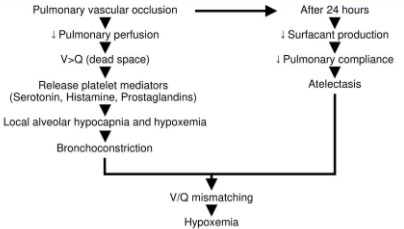 Pulmonary vascular occlusion
↓ Pulmonary perfusion
V>Q (dead space)
Release platelet mediators
(Serotonin, Histamine, Prostaglandins)
Local alveolar hypocapnia and hypoxemia
Bronchoconstriction
After 24 hours
↓ Surfacant production
↓ Pulmonary compliance
Atelectasis
V/Q mismatching
Hypoxemia